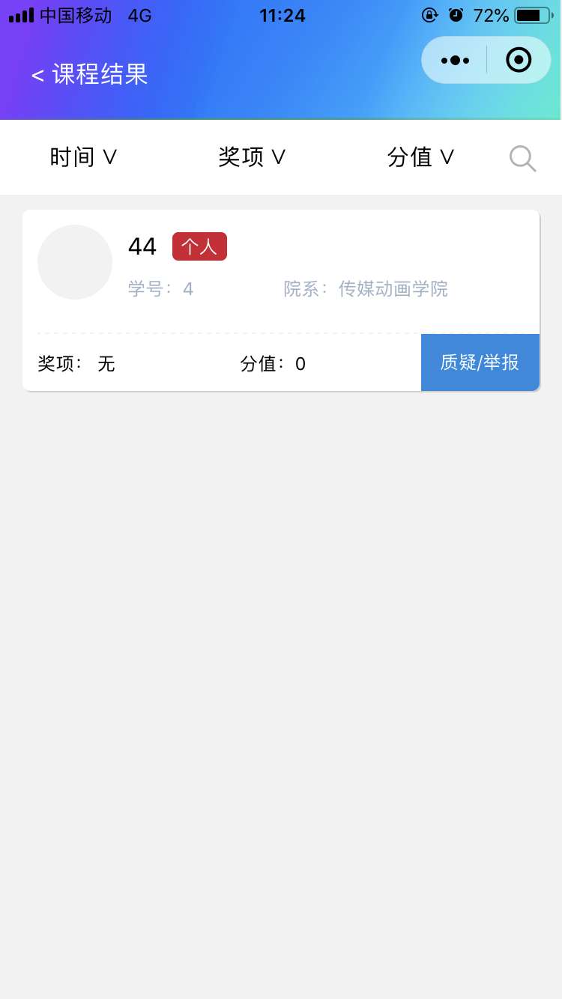 中国移动 4G 11:24 72%
< 课程结果
时间 ∨ 奖项 ∨ 分值 ∨
44 个人
学号：4 院系：传媒动画学院
奖项： 无 分值：0 质疑/举报